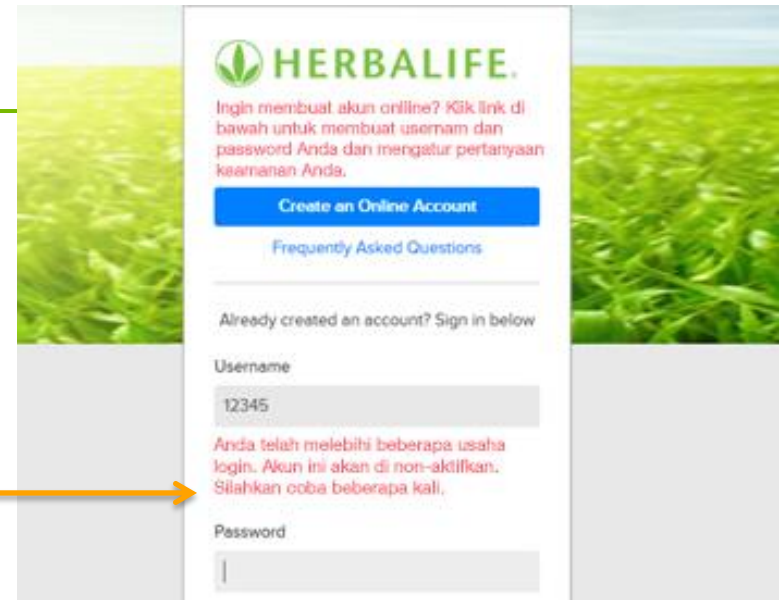 HERBALIFE.
Ingin membuat akun online? Klik link di
bawah untuk membuat usernam dan
password Anda dan mengatur pertanyaan
keamanan Anda.
Create an Online Account
Frequently Asked Questions
Already created an account? Sign in below
Username
12345
Anda telah melebihi beberapa usaha
login. Akun ini akan di non-aktifkan.
Silahkan coba beberapa kali.
Password